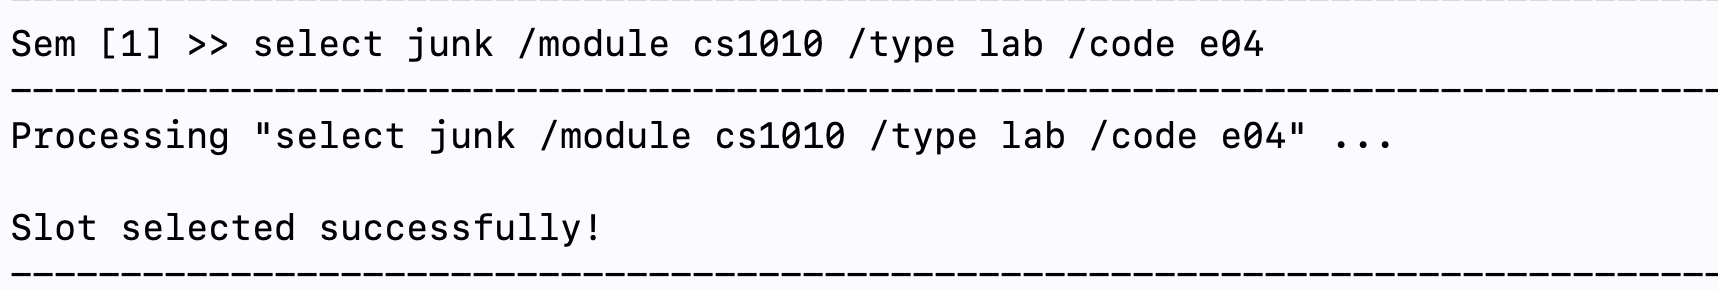 Sem [1] >> select junk /module cs1010 /type lab /code e04
--------------------------------------------------------------------------------
Processing "select junk /module cs1010 /type lab /code e04" ...
Slot selected successfully!
--------------------------------------------------------------------------------